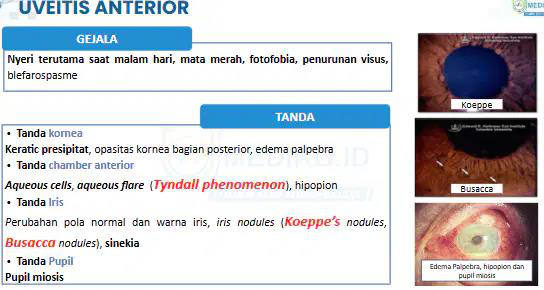 UVEITIS ANTERIOR
GEJALA
Nyeri terutama saat malam hari, mata merah, fotofobia, penurunan visus,
blefarospasme
TANDA
• Tanda kornea
Keratic presipitat, opasitas kornea bagian posterior, edema palpebra
• Tanda chamber anterior
Aqueous cells, aqueous flare (Tyndall phenomenon), hipopion
• Tanda Iris
Perubahan pola normal dan warna iris, iris nodules (Koeppe's nodules,
Busacca nodules), sinekia
• Tanda Pupil
Pupil miosis
Koeppe
Busacca
Edema Palpebra, hipopion dan
pupil miosis
MEDIKO.ID